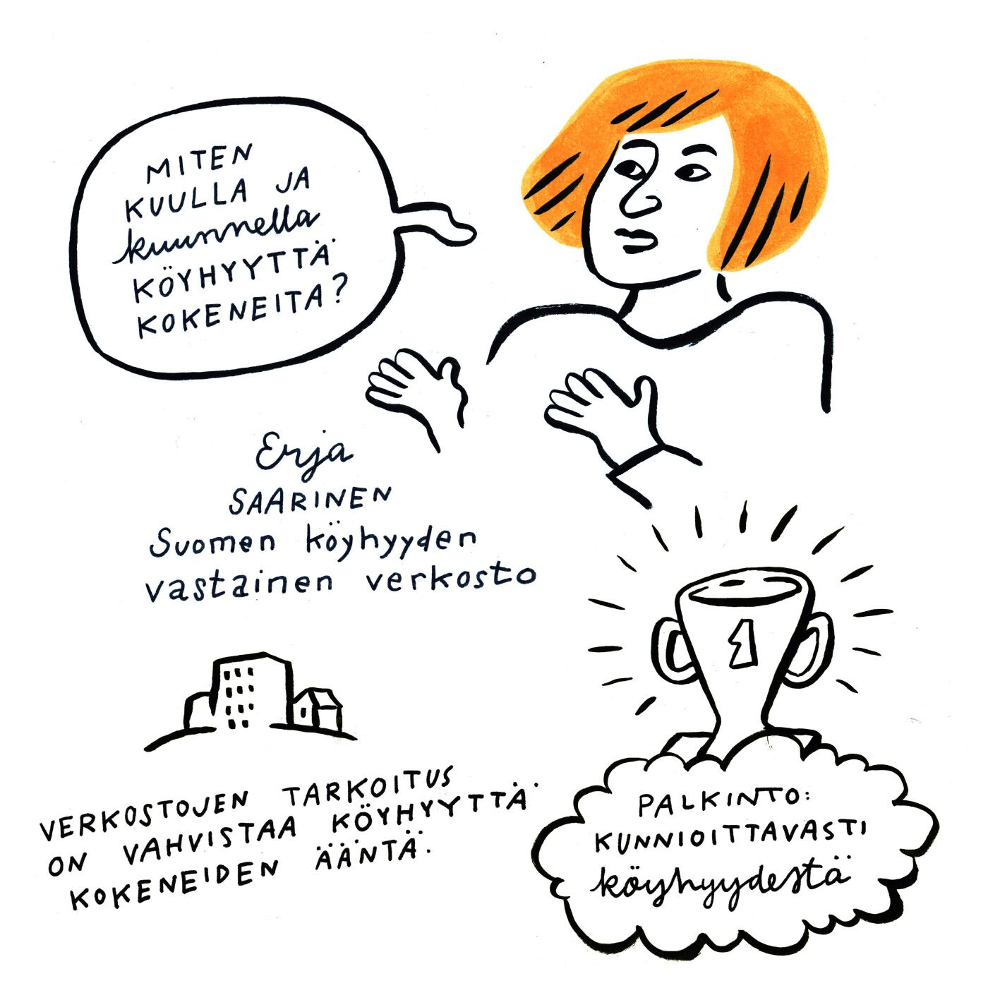 MITEN
KUULLA JA
kuunnella
KÖYHYYTTÄ
KOKENEITA?
Erja
SAARINEN
Suomen köyhyyden
vastainen verkosto
1
VERKOSTOJEN TARKOITUS
ON VAHVISTAA KÖYHYYTTÄ
KOKENEIDEN ÄÄNTÄ.
PALKINTO:
KUNNIOITTAVASTI
köyhyydestä